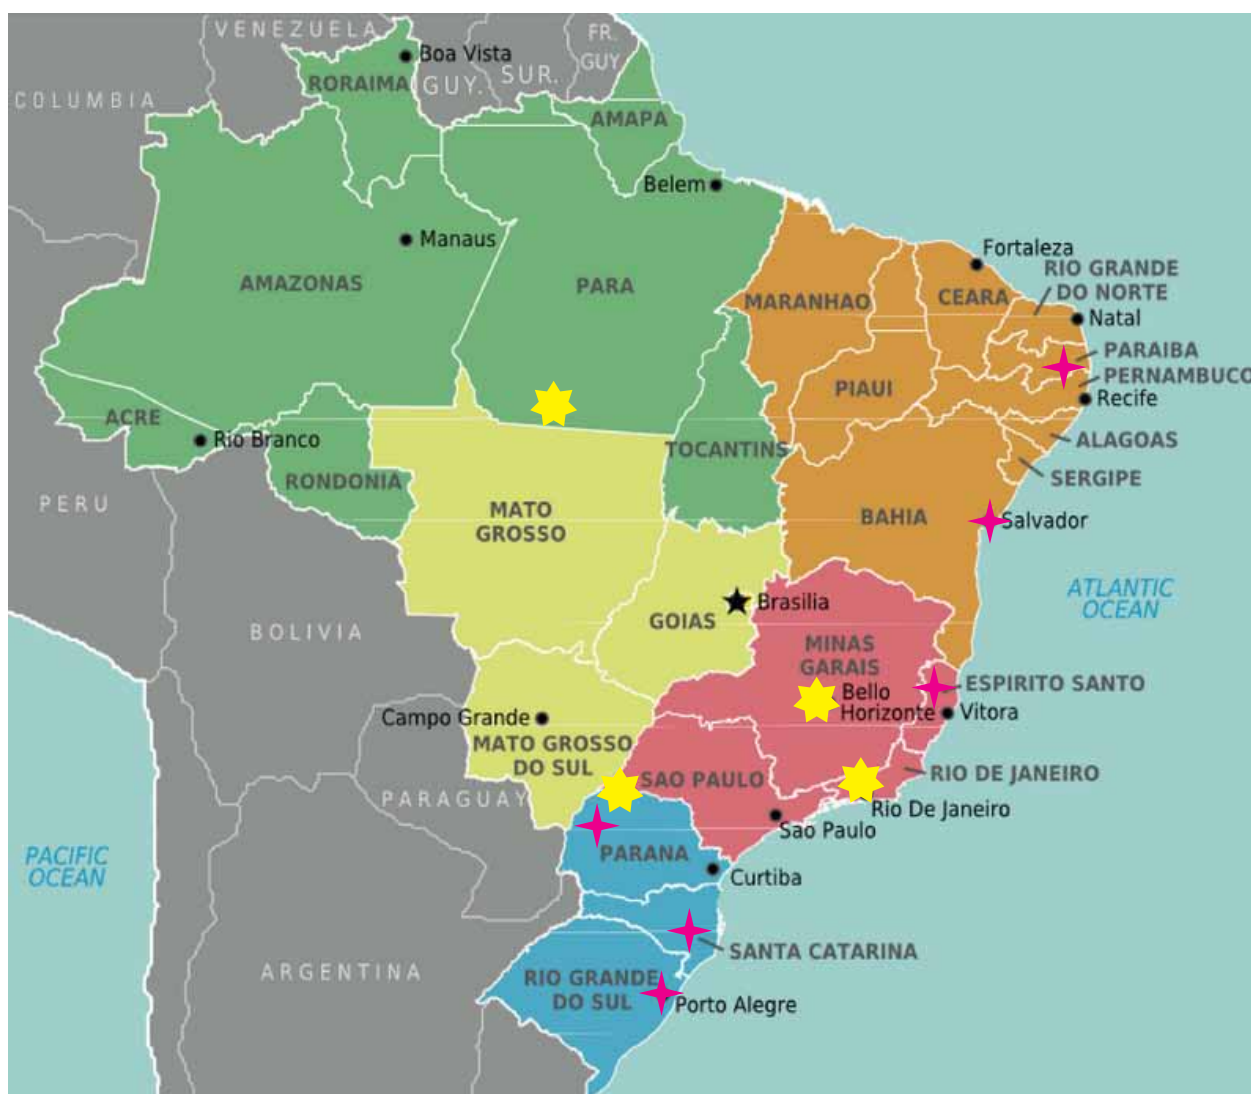 VENEZUELA
FR.
GUY.
Boa Vista
SUR.
RORAIMA
GUY.
COLUMBIA
AMAPA
Belem
Manaus
Fortaleza
RIO GRANDE
DO NORTE
AMAZONAS
PARA
MARANHAO
CEARA
Natal
PARAIBA
PERNAMBUCO
PIAUI
Recife
ACRE
Rio Branco
ALAGOAS
TOCANTINS
SERGIPE
RONDONIA
PERU
MATO
GROSSO
BAHIA
Salvador
ATLANTIC
OCEAN
Brasilia
GOIAS
BOLIVIA
MINAS
GARAIS
ESPIRITO SANTO
Bello
Horizonte
Vitora
Campo Grande
MATO GROSSO
DO SUL
SAO PAULO
RIO DE JANEIRO
PARAGUAY
Rio De Janeiro
Sao Paulo
PARANA
PACIFIC
OCEAN
Curtiba
SANTA CATARINA
ARGENTINA
RIO GRANDE
DO SUL
Porto Alegre